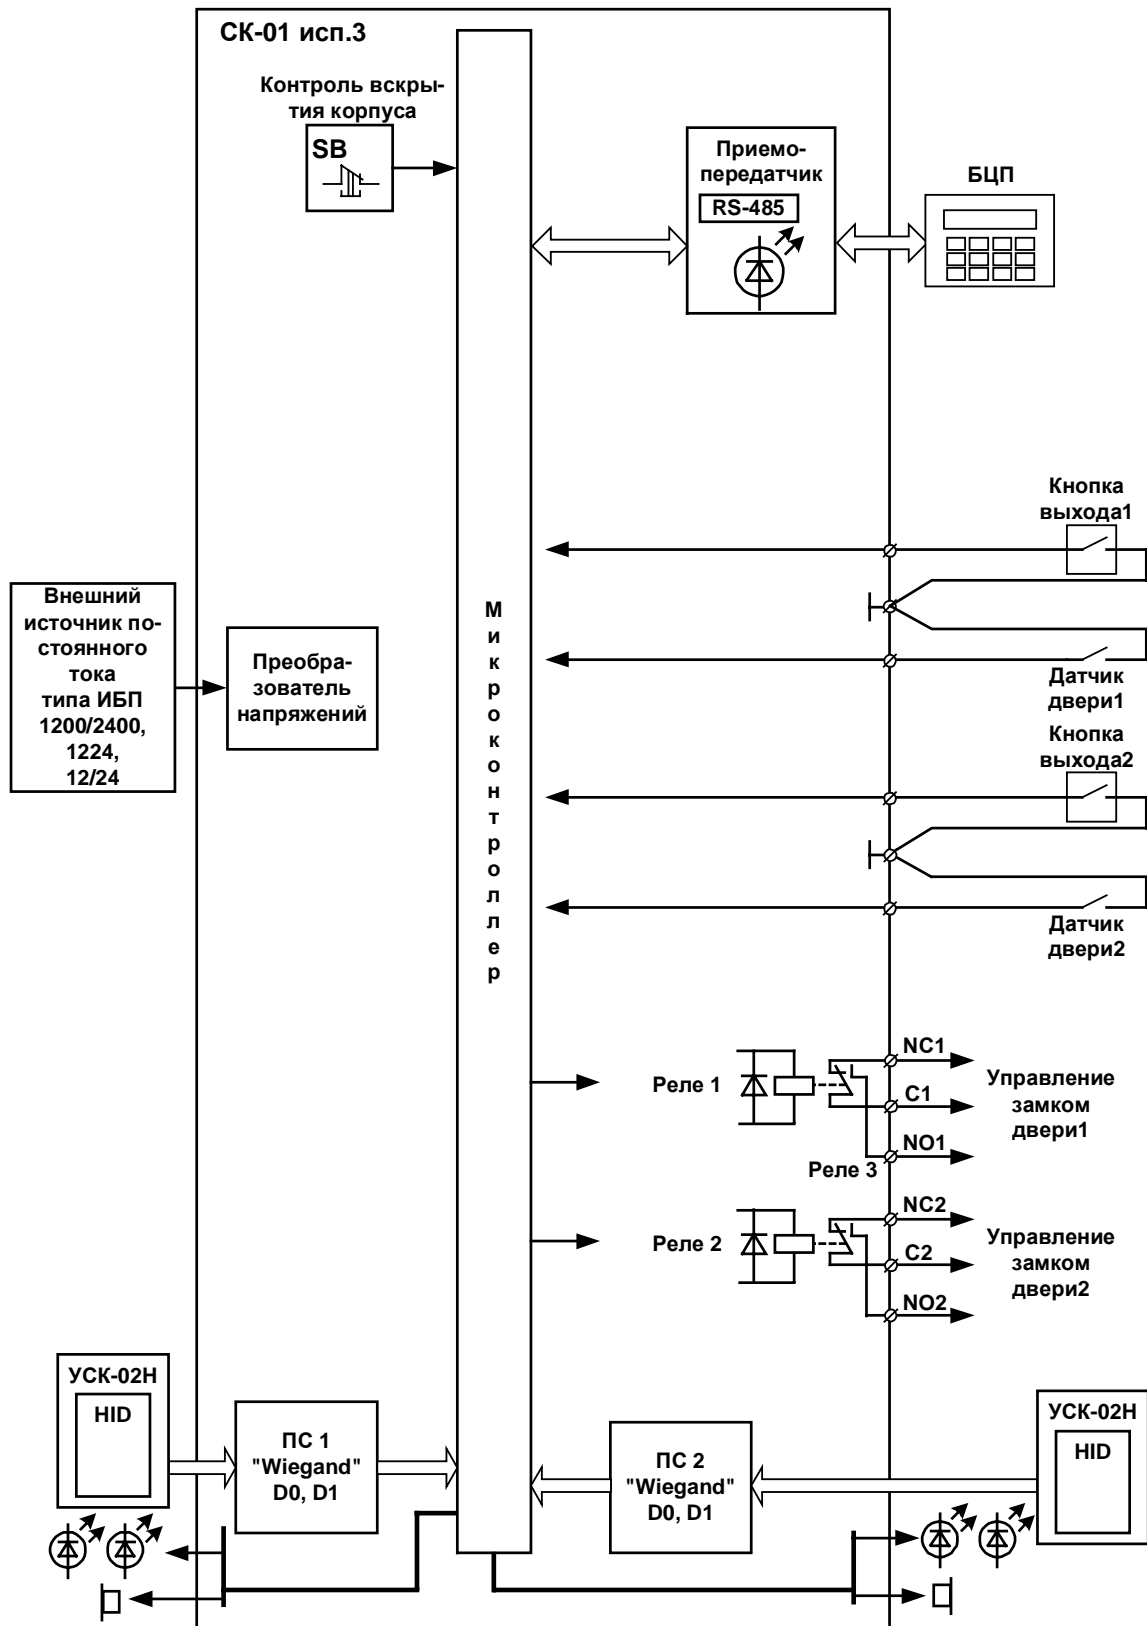 СК-01 исп.3
Контроль вскры-
тия корпуса
SB
Приемо-
передатчик
RS-485
БЦП
Кнопка
выхода1
Датчик
двери1
Кнопка
выхода2
Датчик
двери2
Внешний
источник по-
стоянного
тока
типа ИБП
1200/2400,
1224,
12/24
Преобра-
зователь
напряжений
М
и
к
р
о
к
о
н
т
р
о
л
л
е
р
Реле 1
NC1
C1
NO1
Управление
замком
двери1
Реле 3
Реле 2
NC2
C2
NO2
Управление
замком
двери2
УСК-02Н
HID
ПС 1
"Wiegand"
D0, D1
ПС 2
"Wiegand"
D0, D1
УСК-02Н
HID